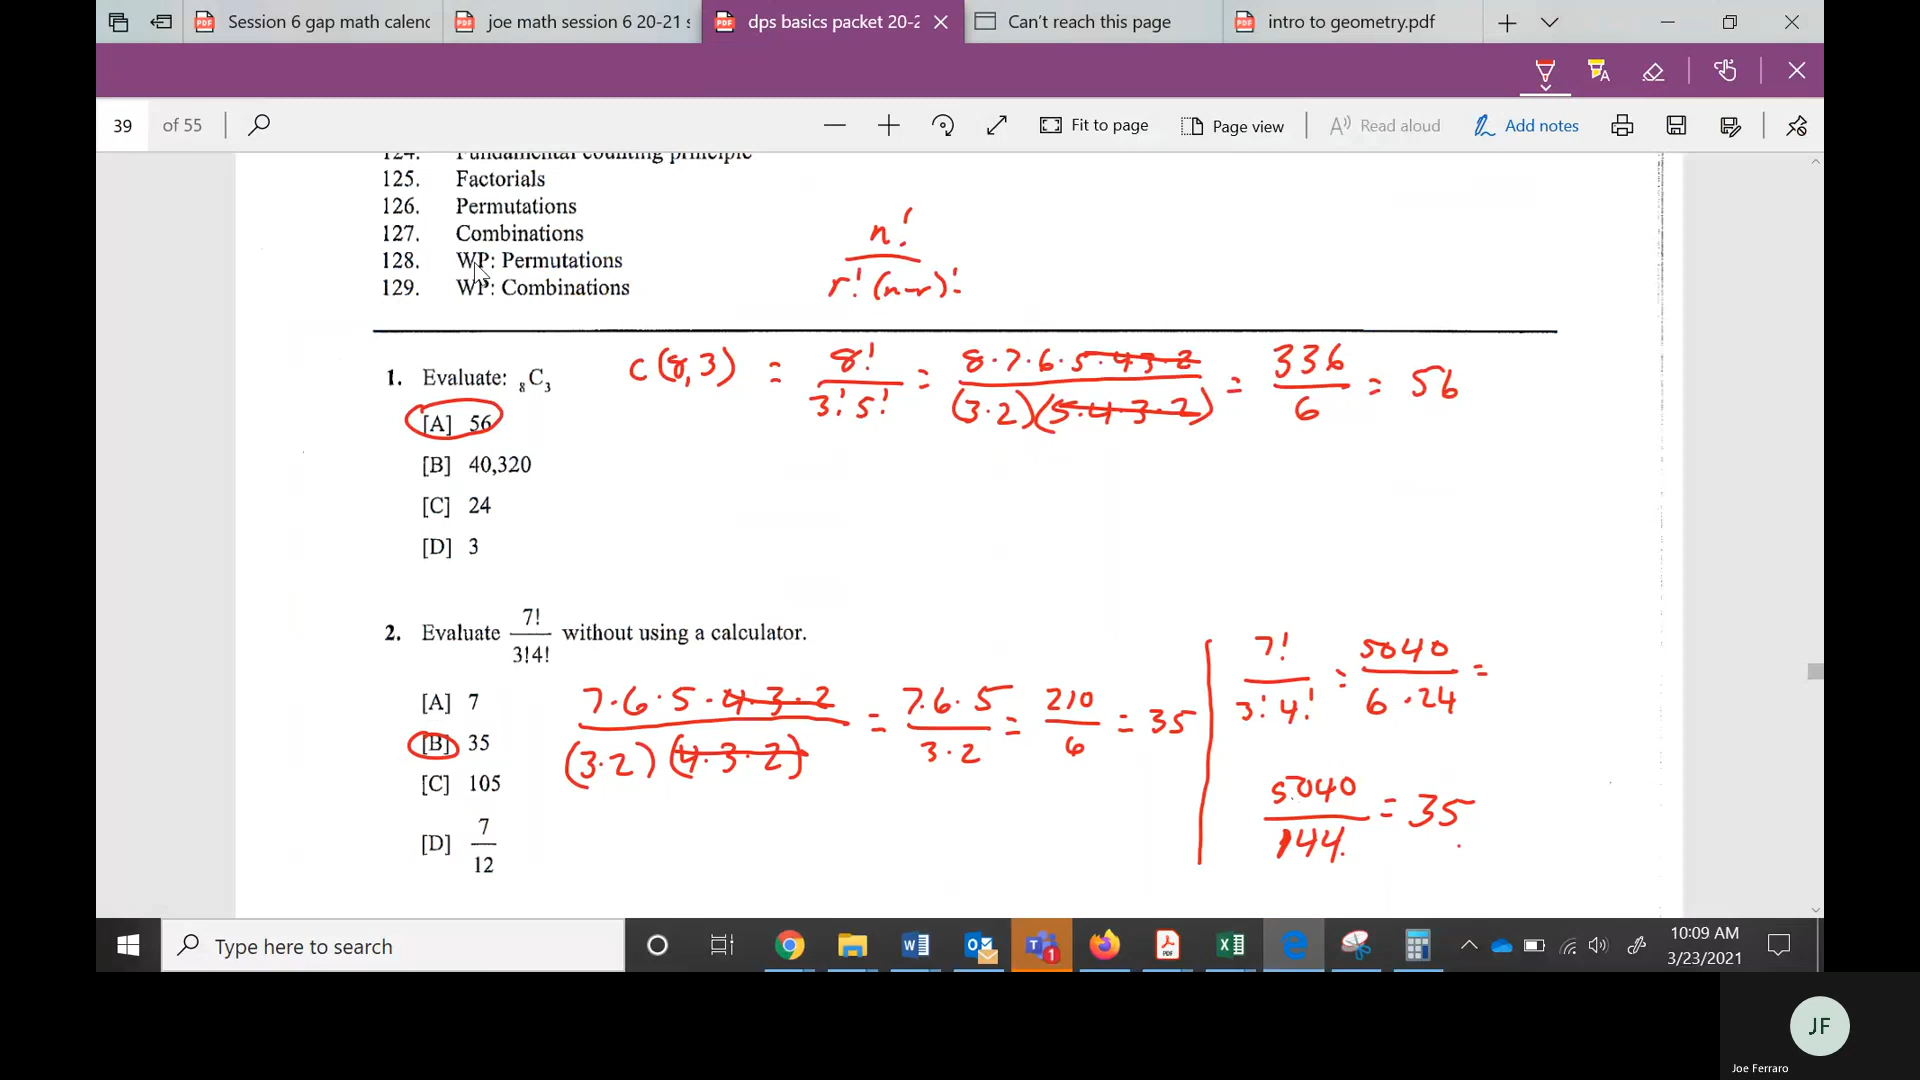 Session 6 gap math calenc
joe math session 6 20-21 s
dps basics packet 20-2
Can't reach this page
intro to geometry.pdf
39 of 55
Fit to page
Page view
Read aloud
Add notes
124. Fundamental counting principle
125. Factorials
126. Permutations
127. Combinations
128. WP: Permutations
129. WP: Combinations
n!
r! (n-r)!
1. Evaluate: ₈C₃
C(8,3) = 8! / 3! 5! = 8·7·6·5·4·3·2 / (3·2)(5·4·3·2) = 336 / 6 = 56
[A] 56
[B] 40,320
[C] 24
[D] 3
2. Evaluate 7! / 3!4! without using a calculator.
[A] 7
7·6·5·4·3·2 / (3·2)(4·3·2) = 7·6·5 / 3·2 = 210 / 6 = 35
7! / 3! 4! = 5040 / 6·24 =
[B] 35
[C] 105
5040 / 144 = 35
[D] 7 / 12
Type here to search
1
10:09 AM
3/23/2021
JF
Joe Ferraro